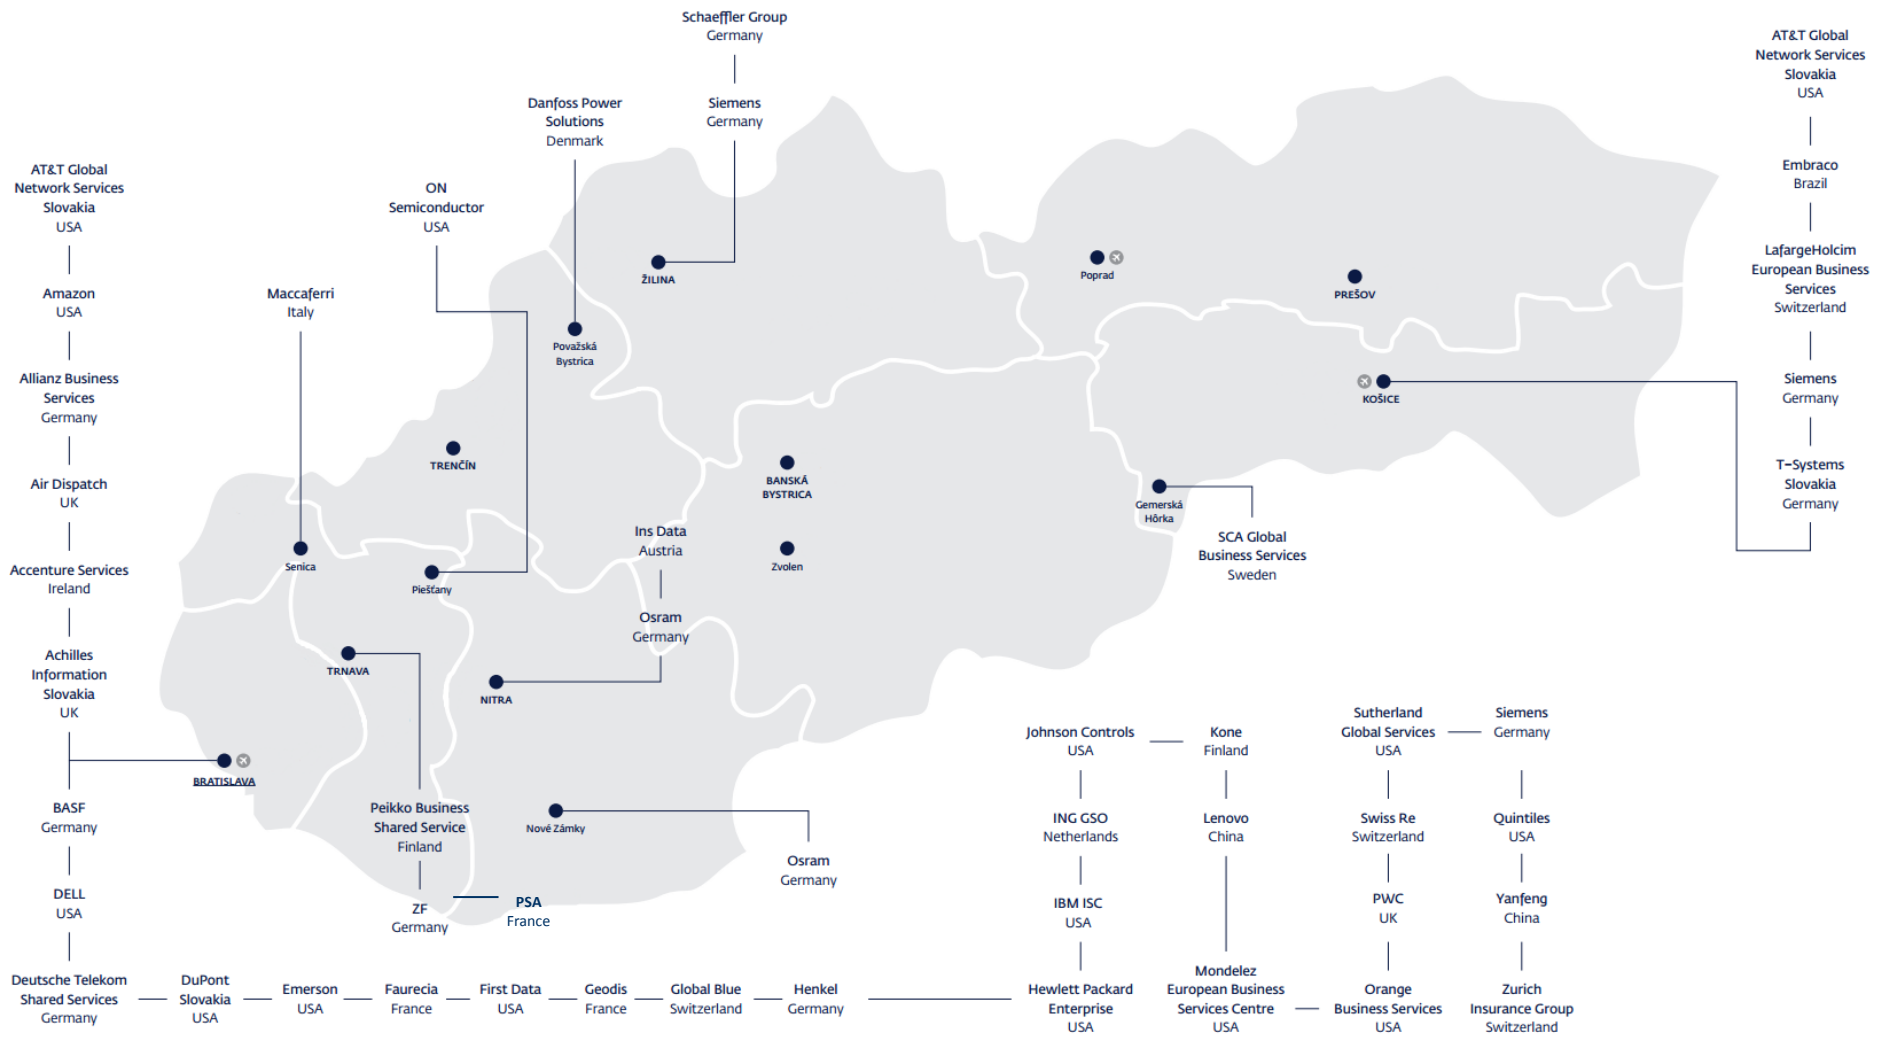 Schaeffler Group
Germany
Siemens
Germany
Danfoss Power
Solutions
Denmark
ON
Semiconductor
USA
Maccaferri
Italy
AT&T Global
Network Services
Slovakia
USA
Amazon
USA
Allianz Business
Services
Germany
Air Dispatch
UK
Accenture Services
Ireland
Achilles
Information
Slovakia
UK
BASF
Germany
DELL
USA
Deutsche Telekom
Shared Services
Germany
DuPont
Slovakia
USA
Emerson
USA
Faurecia
France
First Data
USA
Geodis
France
Global Blue
Switzerland
Henkel
Germany
Hewlett Packard
Enterprise
USA
IBM ISC
USA
ING GSO
Netherlands
Johnson Controls
USA
Kone
Finland
Lenovo
China
Mondelez
European Business
Services Centre
USA
Orange
Business Services
USA
PWC
UK
Swiss Re
Switzerland
Sutherland
Global Services
USA
Siemens
Germany
Quintiles
USA
Yanfeng
China
Zurich
Insurance Group
Switzerland
AT&T Global
Network Services
Slovakia
USA
Embraco
Brazil
LafargeHolcim
European Business
Services
Switzerland
Siemens
Germany
T-Systems
Slovakia
Germany
ŽILINA
Považská
Bystrica
TRENČÍN
Senica
Piešťany
TRNAVA
NITRA
BRATISLAVA
Nové Zámky
BANSKÁ
BYSTRICA
Zvolen
Poprad
PREŠOV
KOŠICE
Gemerská
Hôrka
SCA Global
Business Services
Sweden
Ins Data
Austria
Osram
Germany
Peikko Business
Shared Service
Finland
ZF
Germany
PSA
France
Osram
Germany